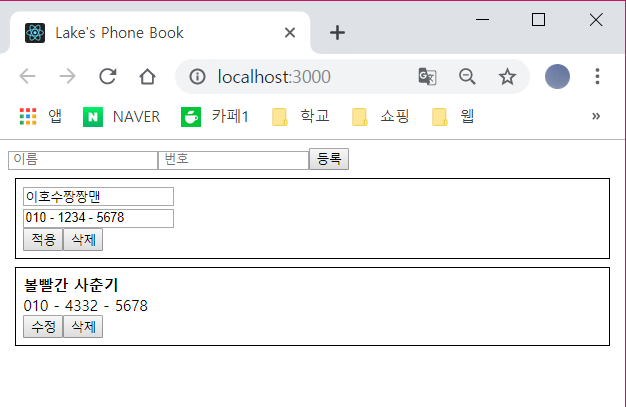 Lake's Phone Book
localhost:3000
앱 NAVER 카페1 학교 쇼핑 웹 »
이름 번호 등록
이호수짱짱맨
010 - 1234 - 5678
적용 삭제
볼빨간 사춘기
010 - 4332 - 5678
수정 삭제